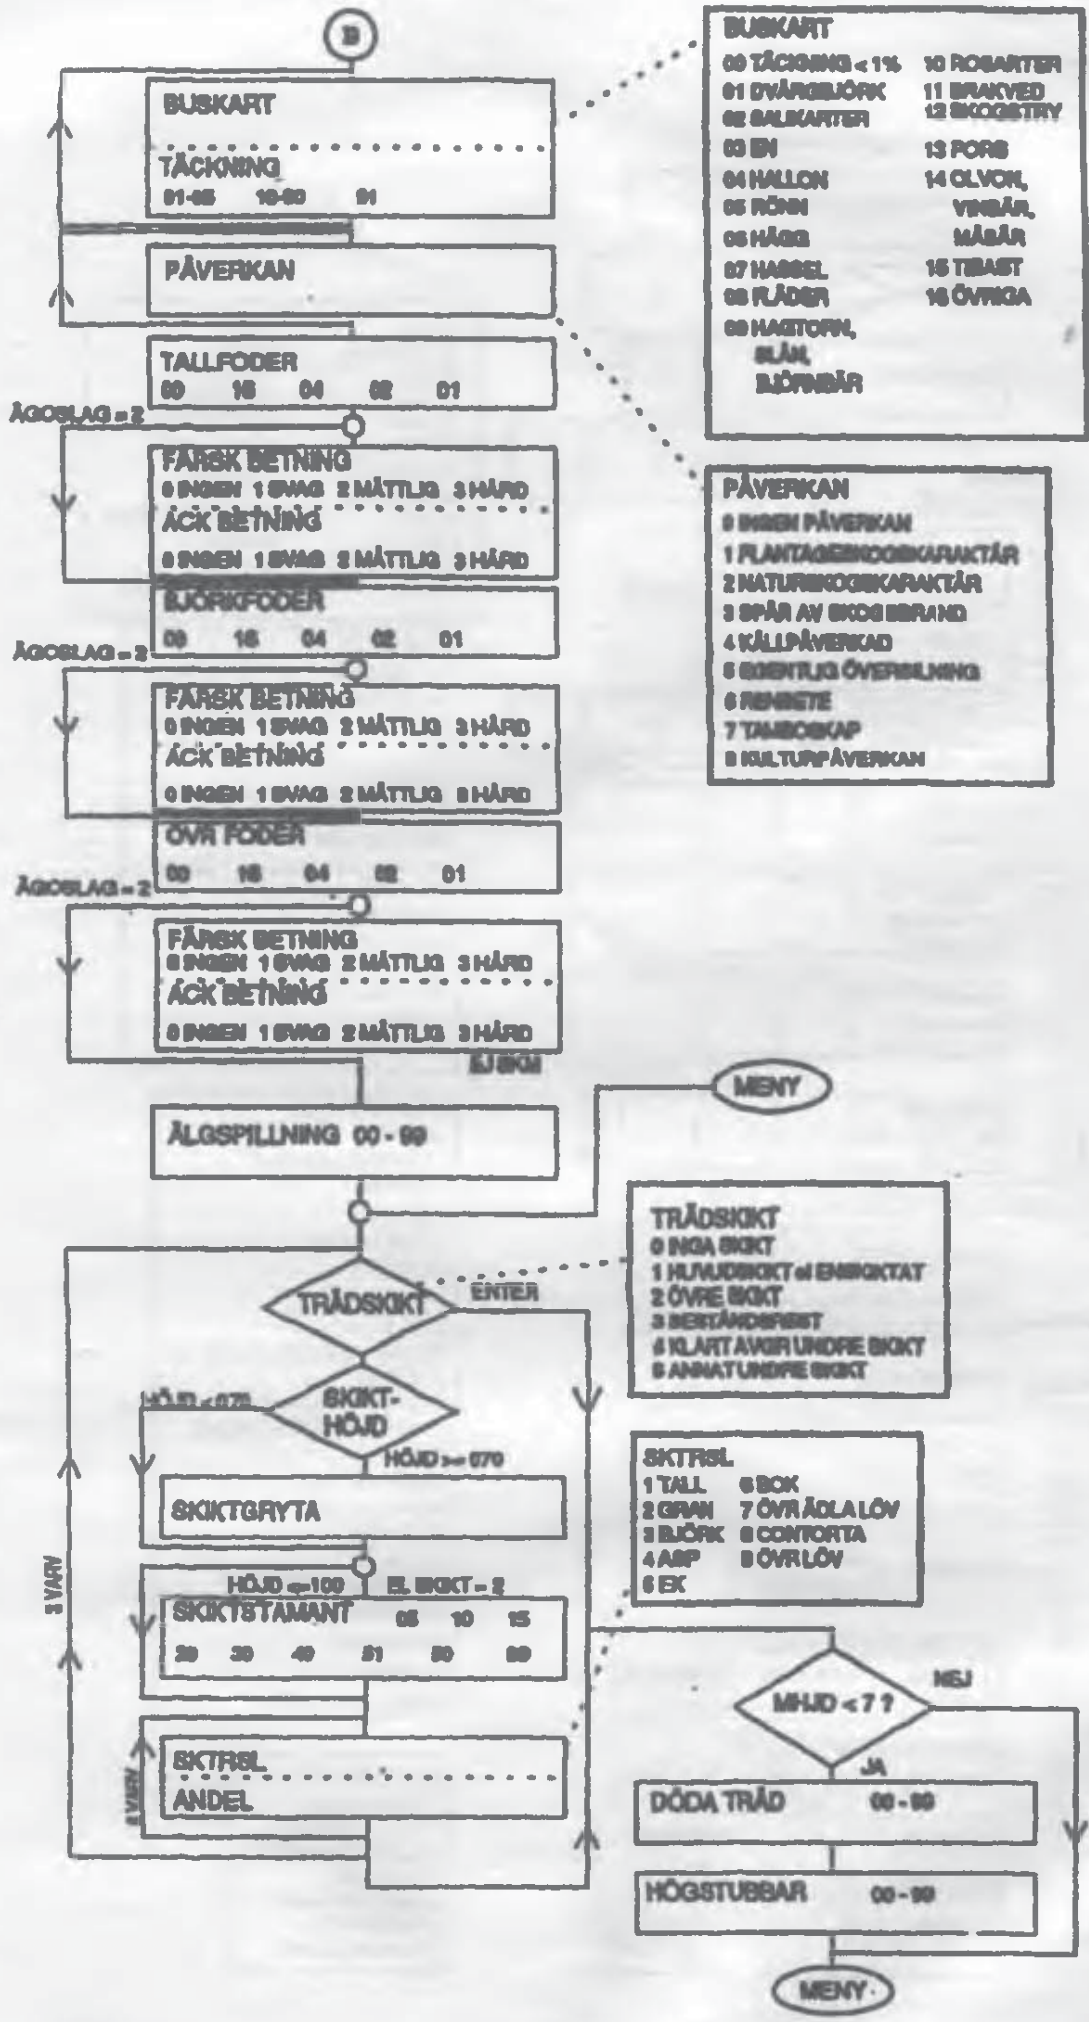 B
BUSKART
TÄCKNING
01-05 10-90 91
PÅVERKAN
TALLFODER
00 16 04 02 01
ÄGOSLAG = 2
FÄRSK BETNING
0 INGEN 1 SVAG 2 MÅTTLIG 3 HÅRD
ACK BETNING
0 INGEN 1 SVAG 2 MÅTTLIG 3 HÅRD
BJÖRKFODER
00 16 04 02 01
ÄGOSLAG = 2
FÄRSK BETNING
0 INGEN 1 SVAG 2 MÅTTLIG 3 HÅRD
ACK BETNING
0 INGEN 1 SVAG 2 MÅTTLIG 3 HÅRD
ÖVR FODER
00 16 04 02 01
ÄGOSLAG = 2
FÄRSK BETNING
0 INGEN 1 SVAG 2 MÅTTLIG 3 HÅRD
ACK BETNING
0 INGEN 1 SVAG 2 MÅTTLIG 3 HÅRD
EJ SKM
ÄLGSPILLNING 00 - 99
MENY
TRÄDSKIKT
ENTER
SKIKT-
HÖJD
HÖJD < 070
HÖJD >= 070
SKIKTGRYTA
HÖJD <=100 EL SKIKT = 2
SKIKTSTAMANT 05 10 15
20 30 40 51 90
3 VARV
SKTRSL
ANDEL
VARV
BUSKART
00 TÄCKNING < 1% 10 ROSARTER
01 DVÄRGBJÖRK 11 BRAKVED
02 SALIXARTER 12 SKOGSTRY
03 EN 13 PORS
04 HALLON 14 OLVON,
05 RÖNN VINBÄR,
06 HÄGG MÅBÄR
07 HASSEL 15 TIBAST
08 FLÄDER 16 ÖVRIGA
09 HAGTORN,
SLÅN,
BJÖRNBÄR
PÅVERKAN
0 INGEN PÅVERKAN
1 PLANTAGESKOGSKARAKTÄR
2 NATURSKOGSKARAKTÄR
3 SPÅR AV SKOGSBRAND
4 KÄLLPÅVERKAD
5 EGENTLIG ÖVERSILNING
6 RENBETE
7 TAMBOSKAP
8 KULTURPÅVERKAN
TRÄDSKIKT
0 INGA SKIKT
1 HUVUDSKIKT el ENSKIKTAT
2 ÖVRE SKIKT
3 BESTÅNDSREST
4 KLART AVGR UNDRE SKIKT
5 ANNAT UNDRE SKIKT
SKTRSL
1 TALL 6 BOK
2 GRAN 7 ÖVR ÄDLA LÖV
3 BJÖRK 8 CONTORTA
4 ASP 9 ÖVR LÖV
5 EK
MHJD < 7 ?
NEJ
JA
DÖDA TRÄD 00 - 99
HÖGSTUBBAR 00 - 99
MENY